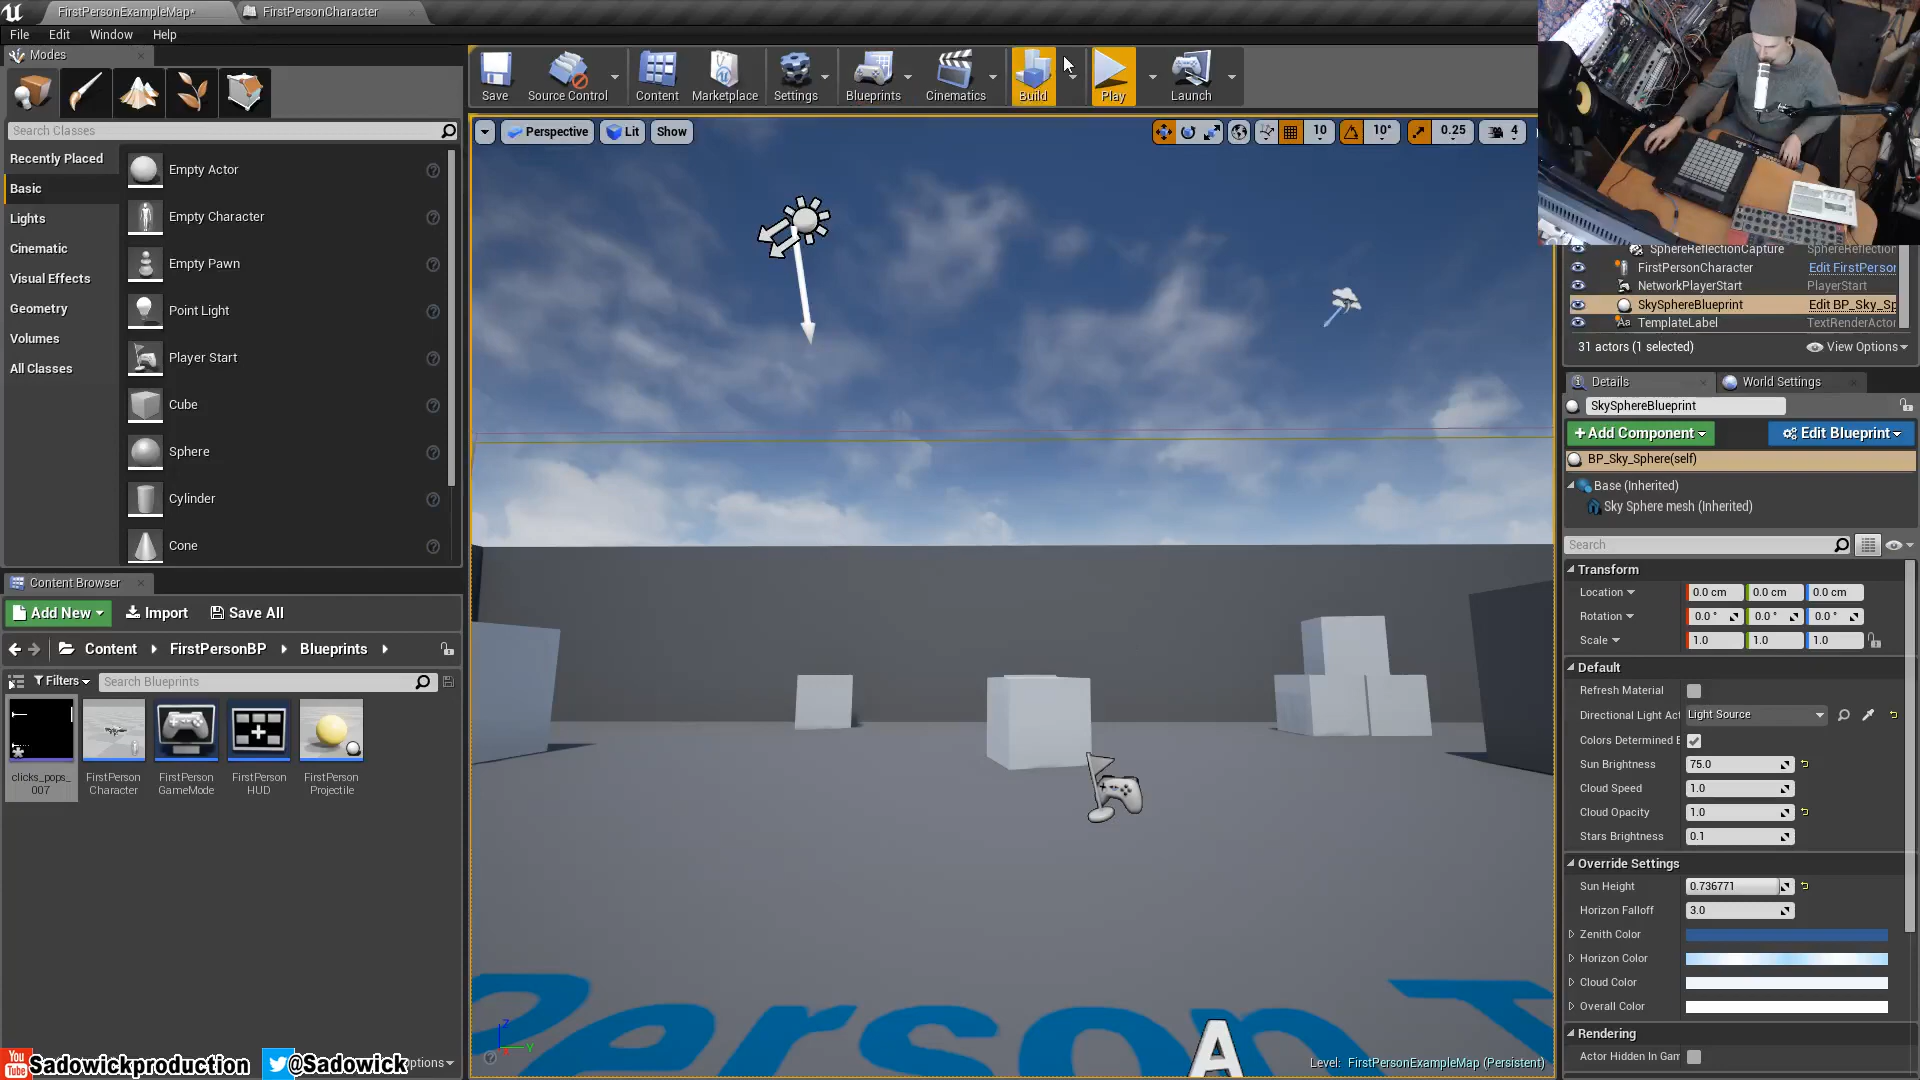 FirstPersonExampleMap*
FirstPersonCharacter
File Edit Window Help
Modes
Search Classes
Recently Placed
Basic
Lights
Cinematic
Visual Effects
Geometry
Volumes
All Classes
Empty Actor
Empty Character
Empty Pawn
Point Light
Player Start
Cube
Sphere
Cylinder
Cone
Save
Source Control
Content
Marketplace
Settings
Blueprints
Cinematics
Build
Play
Launch
Perspective
Lit
Show
10
10°
0.25
4
SphereReflectionCapture SphereReflection
FirstPersonCharacter Edit FirstPerson
NetworkPlayerStart PlayerStart
SkySphereBlueprint Edit BP_Sky_Sp
TemplateLabel TextRenderActor
31 actors (1 selected)
View Options
Details
World Settings
SkySphereBlueprint
+Add Component
Edit Blueprint
BP_Sky_Sphere(self)
Base (Inherited)
Sky Sphere mesh (Inherited)
Search
Transform
Location 0.0 cm 0.0 cm 0.0 cm
Rotation 0.0 ° 0.0 ° 0.0 °
Scale 1.0 1.0 1.0
Default
Refresh Material
Directional Light Act Light Source
Colors Determined B
Sun Brightness 75.0
Cloud Speed 1.0
Cloud Opacity 1.0
Stars Brightness 0.1
Override Settings
Sun Height 0.736771
Horizon Falloff 3.0
Zenith Color
Horizon Color
Cloud Color
Overall Color
Rendering
Actor Hidden In Gam
Content Browser
Add New
Import
Save All
Content
FirstPersonBP
Blueprints
Filters
Search Blueprints
clicks_pops_
007
FirstPerson
Character
FirstPerson
GameMode
FirstPerson
HUD
FirstPerson
Projectile
Person T
A
Z
Y
Level: FirstPersonExampleMap (Persistent)
You
Tube
Sadowickproduction
@Sadowick
ptions